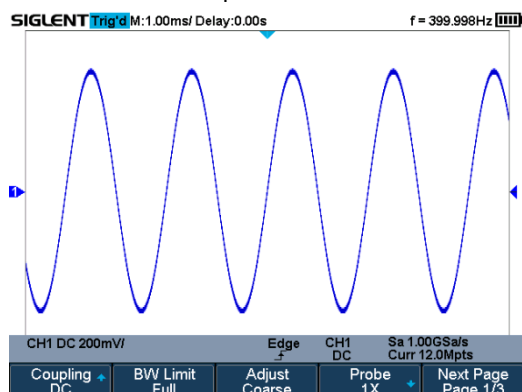 SIGLENT Trig'd M:1.00ms/ Delay:0.00s f = 399.998Hz
1
CH1 DC 200mV/ Edge CH1 Sa 1.00GSa/s
DC Curr 12.0Mpts
Coupling BW Limit Adjust Probe Next Page
DC Full Coarse 1X Page 1/3